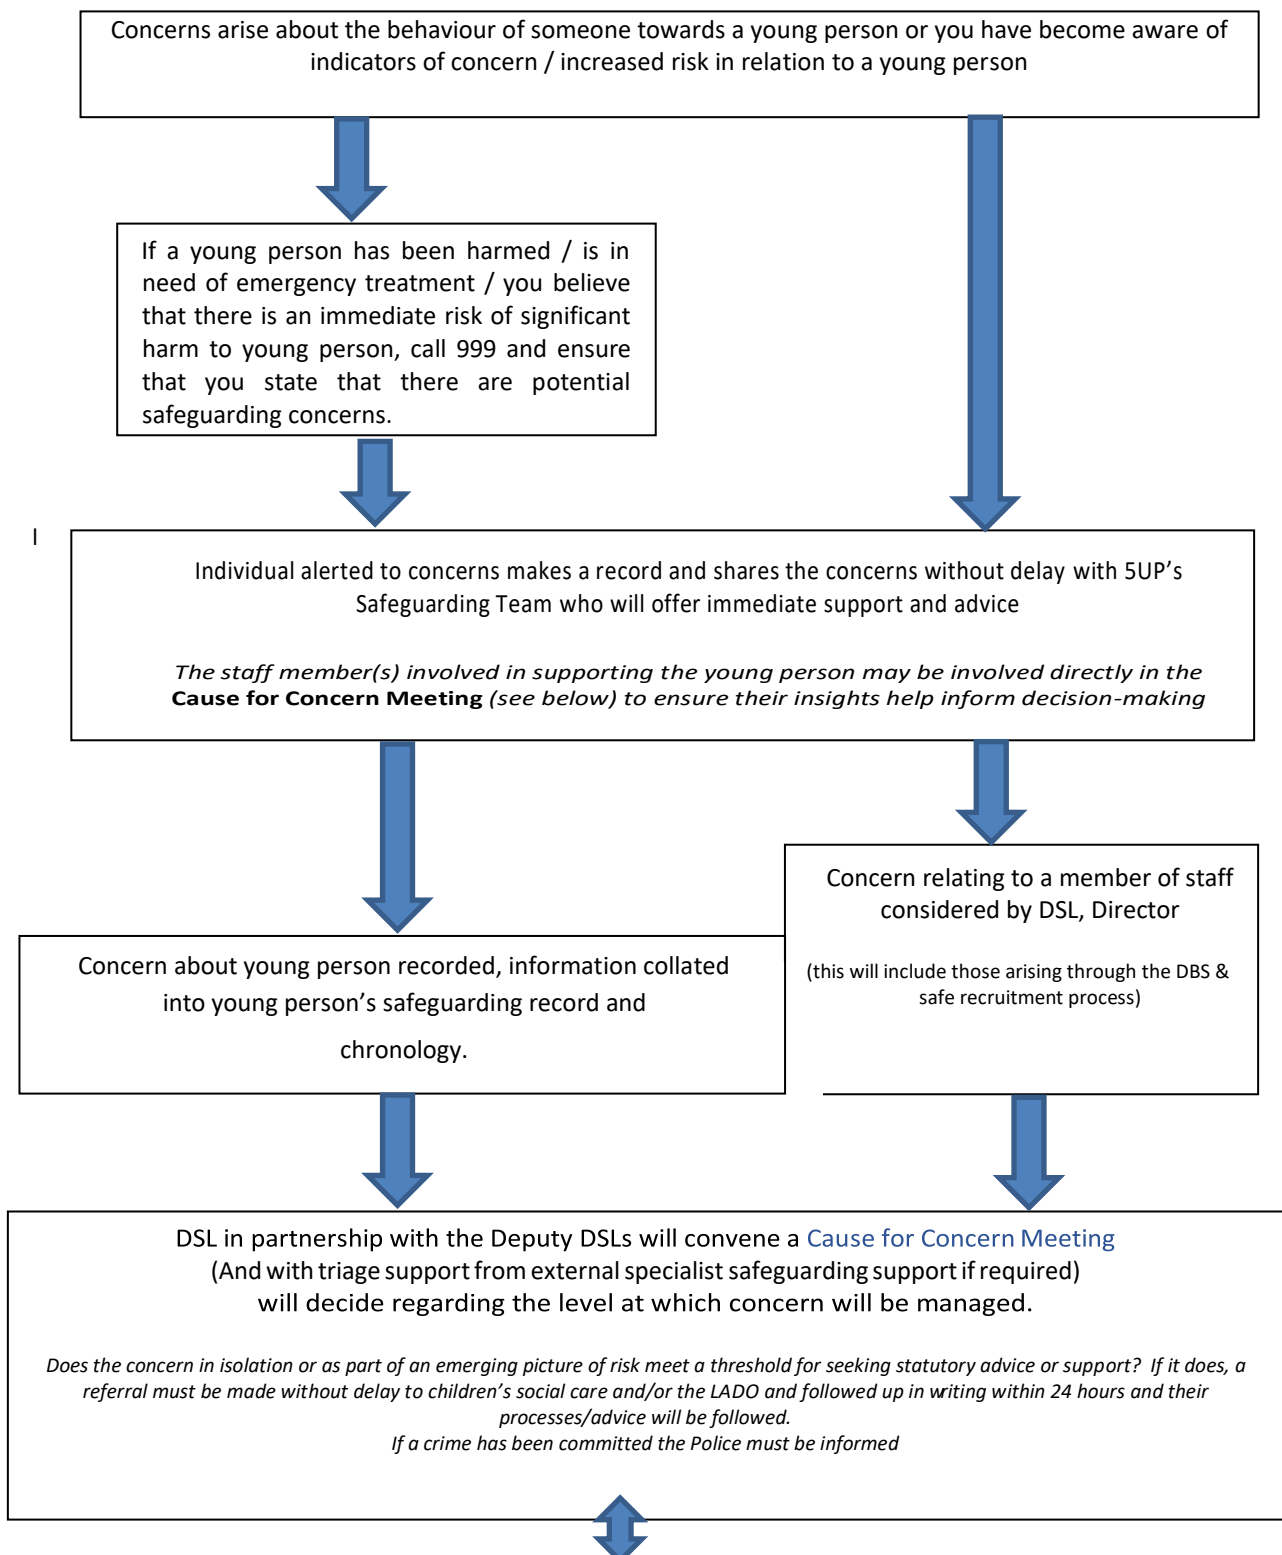 Concerns arise about the behaviour of someone towards a young person or you have become aware of
indicators of concern / increased risk in relation to a young person
If a young person has been harmed / is in
need of emergency treatment / you believe
that there is an immediate risk of significant
harm to young person, call 999 and ensure
that you state that there are potential
safeguarding concerns.
I
Individual alerted to concerns makes a record and shares the concerns without delay with 5UP’s
Safeguarding Team who will offer immediate support and advice
The staff member(s) involved in supporting the young person may be involved directly in the
Cause for Concern Meeting (see below) to ensure their insights help inform decision-making
Concern relating to a member of staff
considered by DSL, Director
(this will include those arising through the DBS &
safe recruitment process)
Concern about young person recorded, information collated
into young person’s safeguarding record and
chronology.
DSL in partnership with the Deputy DSLs will convene a Cause for Concern Meeting
(And with triage support from external specialist safeguarding support if required)
will decide regarding the level at which concern will be managed.
Does the concern in isolation or as part of an emerging picture of risk meet a threshold for seeking statutory advice or support? If it does, a
referral must be made without delay to children’s social care and/or the LADO and followed up in writing within 24 hours and their
processes/advice will be followed.
If a crime has been committed the Police must be informed